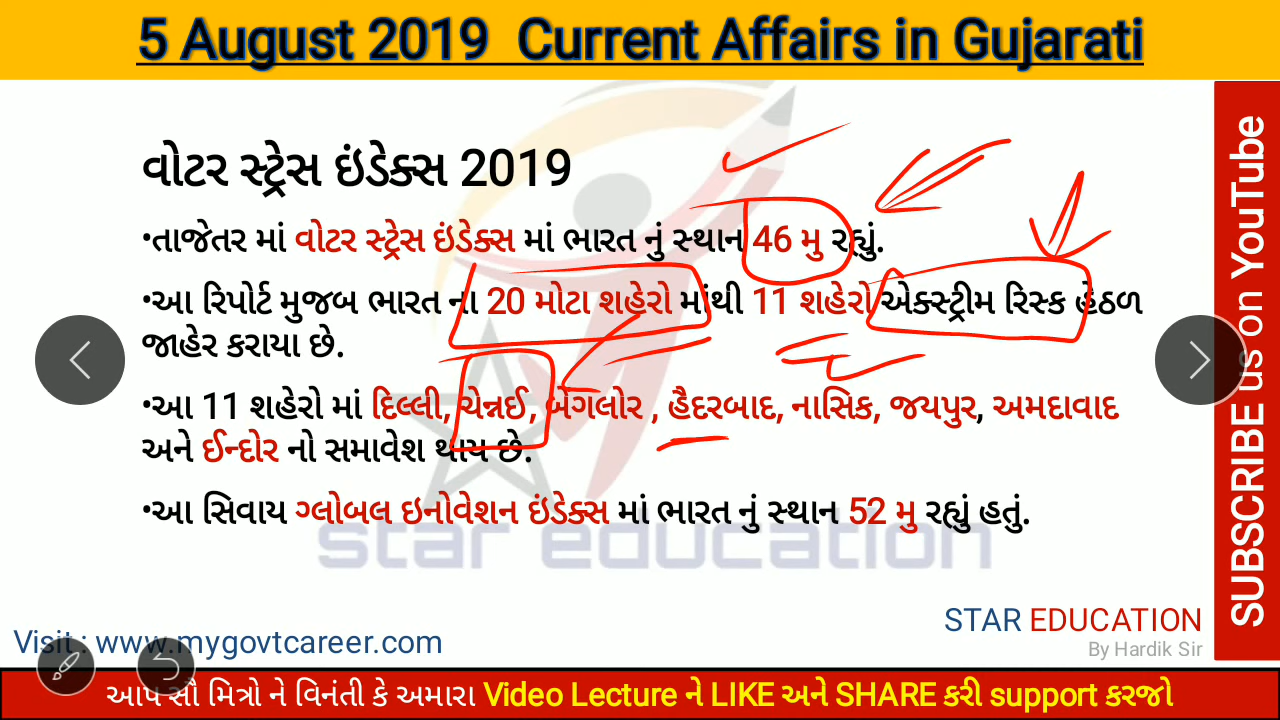 5 August 2019 Current Affairs in Gujarati
વોટર સ્ટ્રેસ ઇંડેક્સ 2019
•તાજેતર માં વોટર સ્ટ્રેસ ઇંડેક્સ માં ભારત નું સ્થાન 46 મુ રહ્યું.
•આ રિપોર્ટ મુજબ ભારત ના 20 મોટા શહેરો માંથી 11 શહેરો એક્સ્ટ્રીમ રિસ્ક હેઠળ
જાહેર કરાયા છે.
•આ 11 શહેરો માં દિલ્લી, ચેન્નઈ, બેંગલોર , હૈદરબાદ, નાસિક, જયપુર, અમદાવાદ
અને ઈન્દોર નો સમાવેશ થાય છે.
•આ સિવાય ગ્લોબલ ઇનોવેશન ઇંડેક્સ માં ભારત નું સ્થાન 52 મુ રહ્યું હતું.
star education
STAR EDUCATION
By Hardik Sir
Visit : www.mygovtcareer.com
SUBSCRIBE us on YouTube
આપ સૌ મિત્રો ને વિનંતી કે અમારા Video Lecture ને LIKE અને SHARE કરી support કરજો